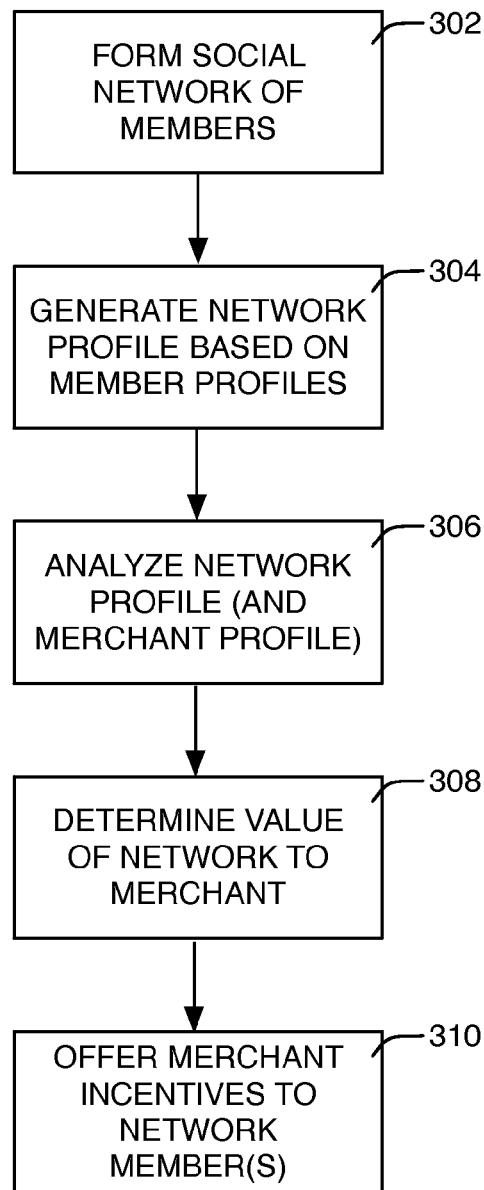 302
FORM SOCIAL
NETWORK OF
MEMBERS
304
GENERATE NETWORK
PROFILE BASED ON
MEMBER PROFILES
306
ANALYZE NETWORK
PROFILE (AND
MERCHANT PROFILE)
308
DETERMINE VALUE
OF NETWORK TO
MERCHANT
310
OFFER MERCHANT
INCENTIVES TO
NETWORK
MEMBER(S)